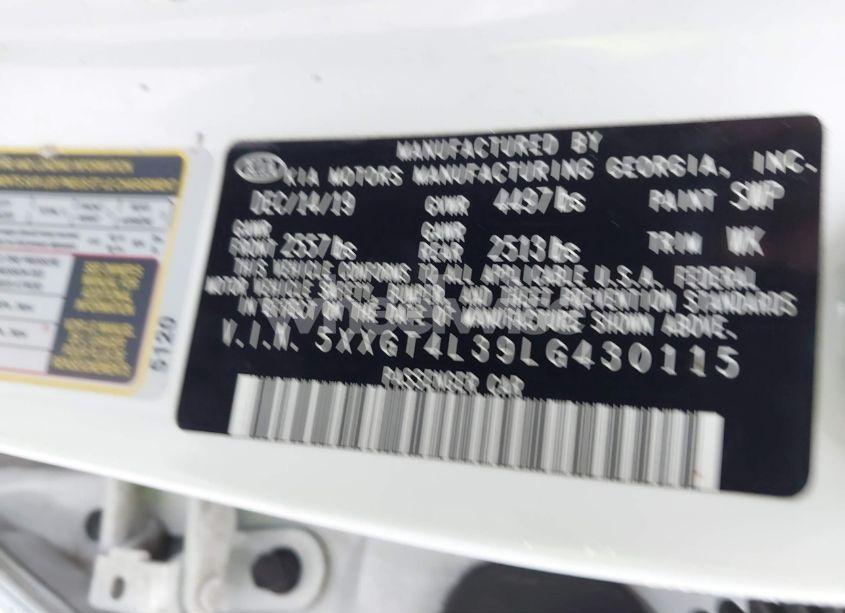 KIA
MANUFACTURED BY
KIA MOTORS MANUFACTURING GEORGIA, INC.
DEC/14/19 GVWR 4497lbs PAINT SWP
GAWR FRONT 2557lbs GAWR REAR 2513lbs TRIM WK
THIS VEHICLE CONFORMS TO ALL APPLICABLE U.S.A. FEDERAL
MOTOR VEHICLE SAFETY, BUMPER, AND THEFT PREVENTION STANDARDS
IN EFFECT ON THE DATE OF MANUFACTURE SHOWN ABOVE.
V.I.N. 5XXGT4L39LG430115
PASSENGER CAR
6120